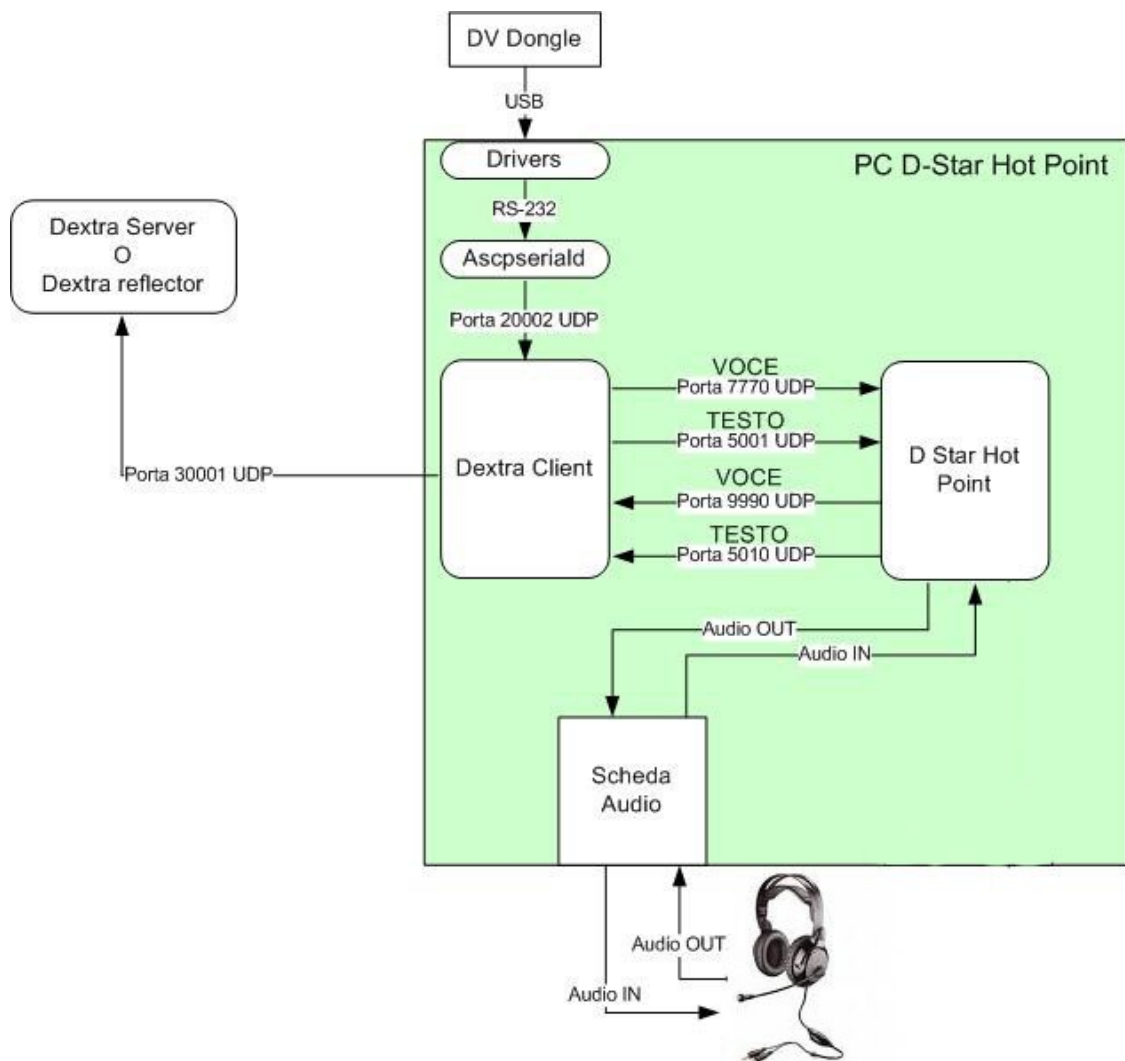 DV Dongle
USB
Drivers
PC D-Star Hot Point
RS-232
Dextra Server
O
Dextra reflector
Ascpseriald
Porta 20002 UDP
VOCE
Porta 7770 UDP
TESTO
Porta 5001 UDP
Dextra Client
D Star Hot
Point
VOCE
Porta 9990 UDP
TESTO
Porta 5010 UDP
Porta 30001 UDP
Audio OUT
Audio IN
Scheda
Audio
Audio OUT
Audio IN